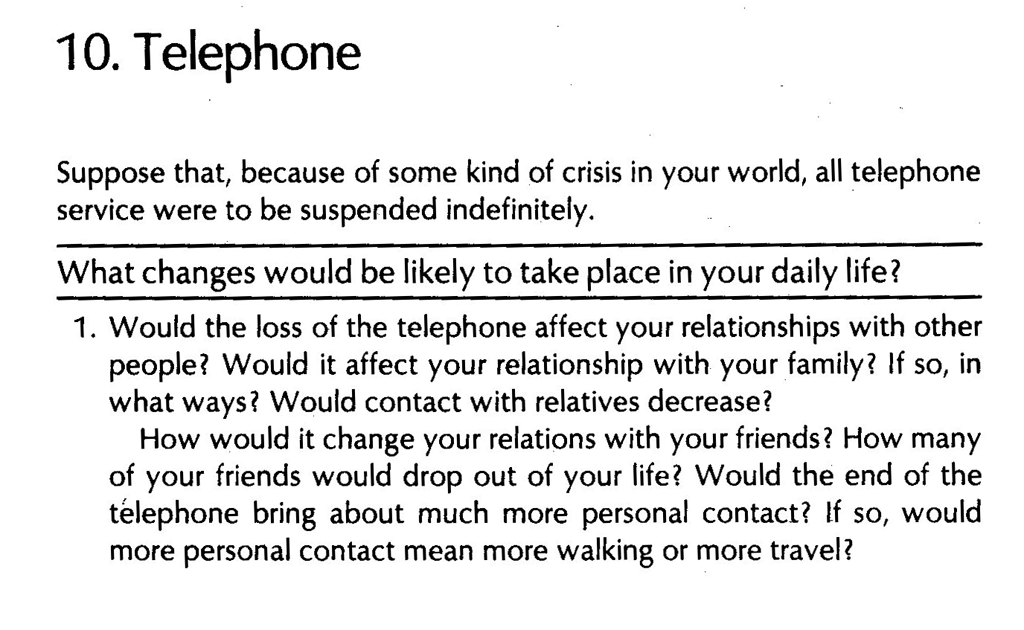 10. Telephone
Suppose that, because of some kind of crisis in your world, all telephone
service were to be suspended indefinitely.
What changes would be likely to take place in your daily life?
1. Would the loss of the telephone affect your relationships with other
people? Would it affect your relationship with your family? If so, in
what ways? Would contact with relatives decrease?
How would it change your relations with your friends? How many
of your friends would drop out of your life? Would the end of the
telephone bring about much more personal contact? If so, would
more personal contact mean more walking or more travel?